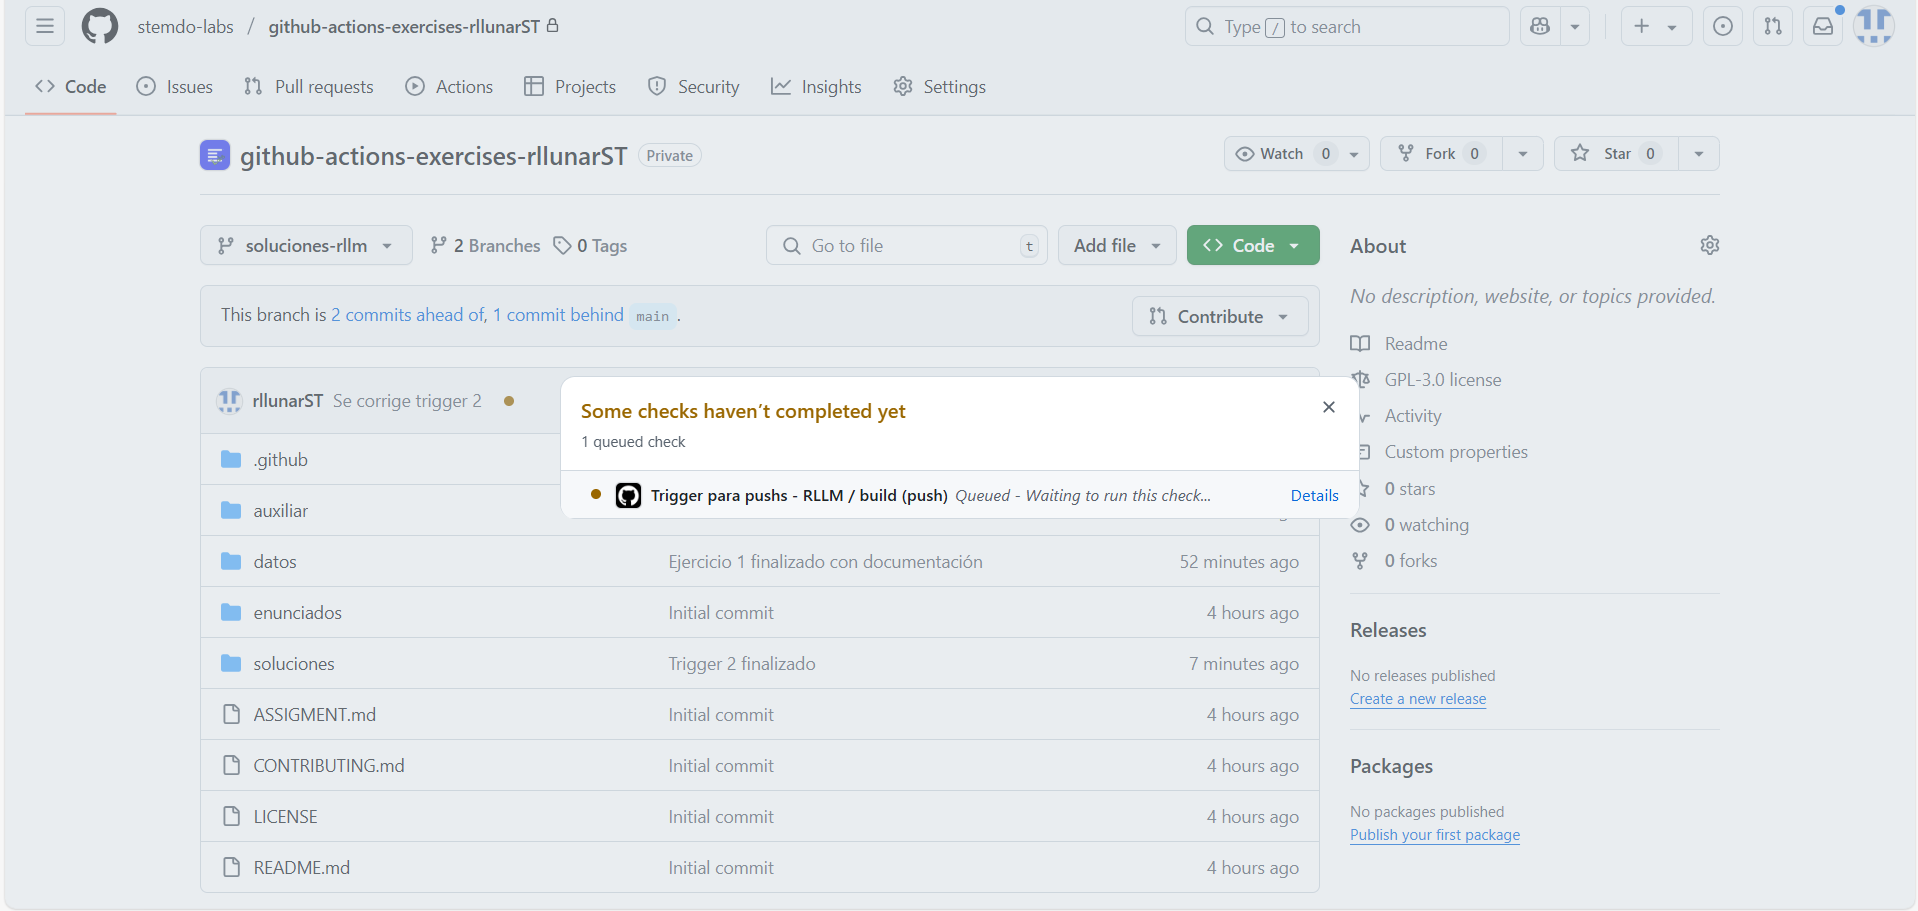 stemdo-labs / github-actions-exercises-rllunarST
Type / to search
Code Issues Pull requests Actions Projects Security Insights Settings
github-actions-exercises-rllunarST Private
Watch 0 Fork 0 Star 0
soluciones-rllm 2 Branches 0 Tags
Go to file t Add file Code
This branch is 2 commits ahead of, 1 commit behind main .
Contribute
rllunarST Se corrige trigger 2
Some checks haven't completed yet
1 queued check
Trigger para pushs - RLLM / build (push) Queued - Waiting to run this check... Details
.github
auxiliar
datos Ejercicio 1 finalizado con documentación 52 minutes ago
enunciados Initial commit 4 hours ago
soluciones Trigger 2 finalizado 7 minutes ago
ASSIGMENT.md Initial commit 4 hours ago
CONTRIBUTING.md Initial commit 4 hours ago
LICENSE Initial commit 4 hours ago
README.md Initial commit 4 hours ago
About
No description, website, or topics provided.
Readme
GPL-3.0 license
Activity
Custom properties
0 stars
0 watching
0 forks
Releases
No releases published
Create a new release
Packages
No packages published
Publish your first package